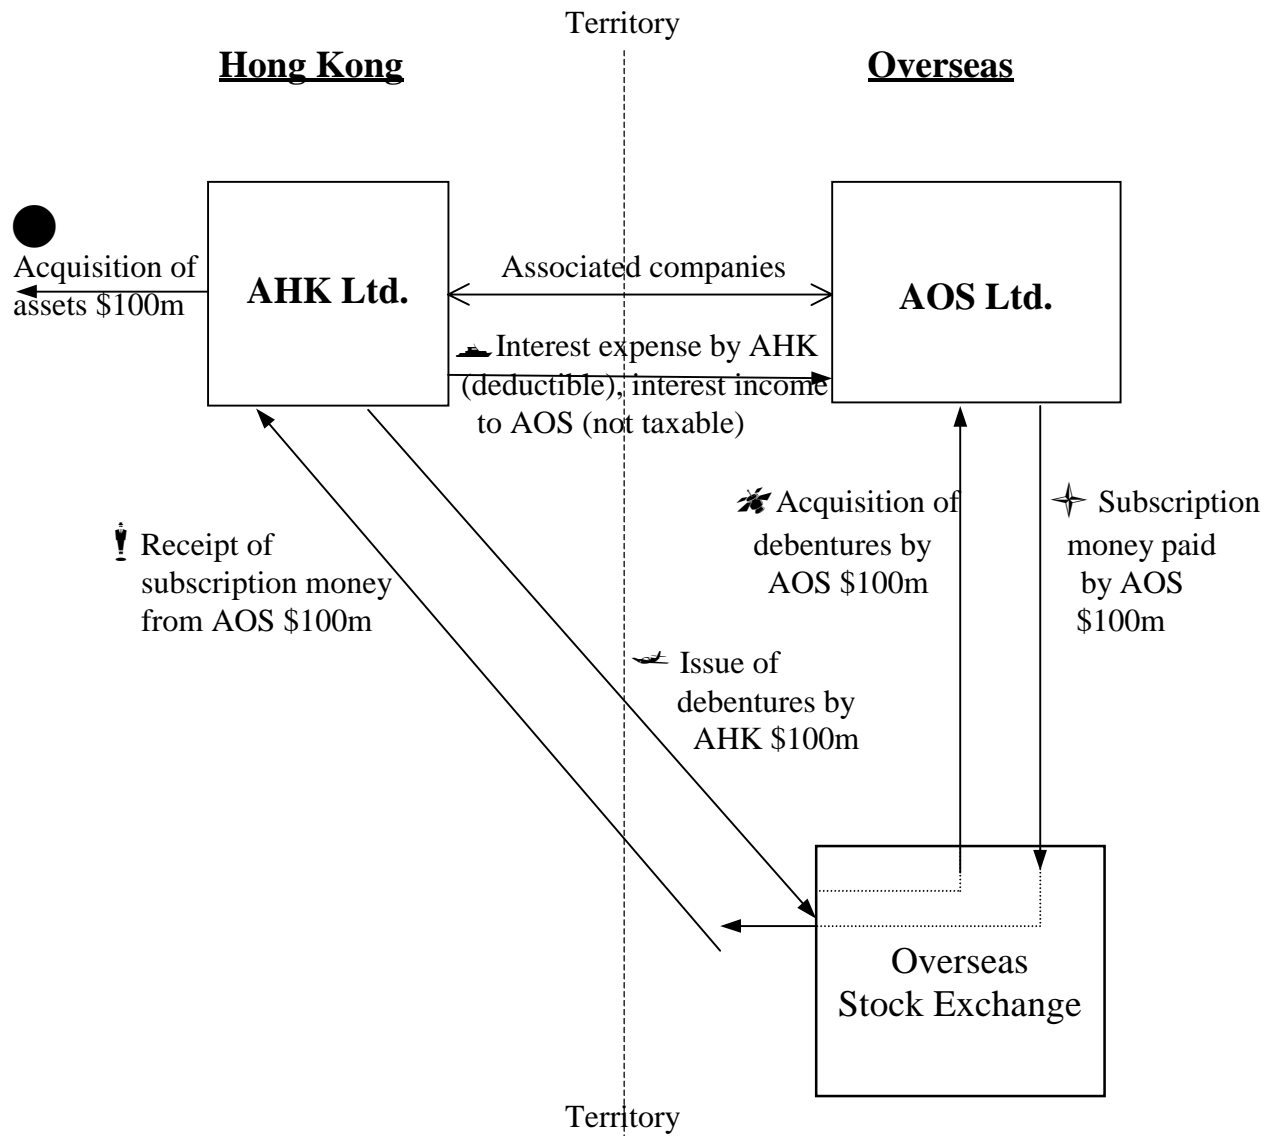 Territory
Hong Kong
Overseas
Acquisition of
assets $100m
AHK Ltd.
Associated companies
AOS Ltd.
Interest expense by AHK
(deductible), interest income
to AOS (not taxable)
Acquisition of
debentures by
AOS $100m
Subscription
money paid
by AOS
$100m
Receipt of
subscription money
from AOS $100m
Issue of
debentures by
AHK $100m
Overseas
Stock Exchange
Territory